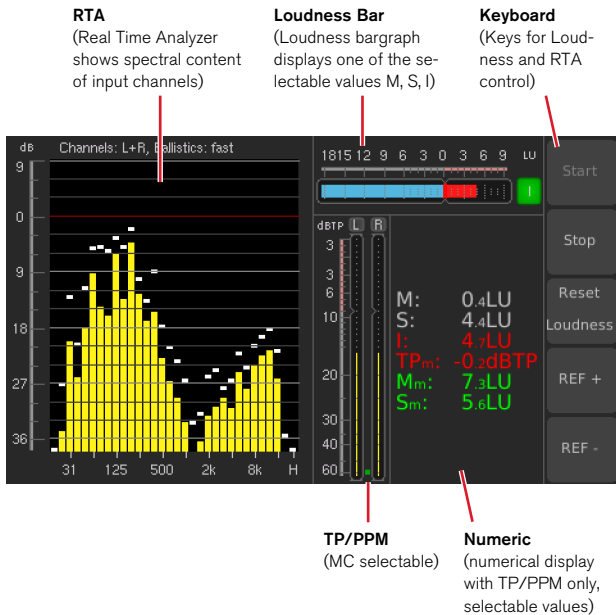 RTA
(Real Time Analyzer
shows spectral content
of input channels)
Loudness Bar
(Loudness bargraph
displays one of the se-
lectable values M, S, I)
Keyboard
(Keys for Loud-
ness and RTA
control)
dB
Channels: L+R, Ballistics: fast
9
0
9
18
27
36
31 125 500 2k 8k H
1815 12 9 6 3 0 3 6 9 LU
I
dBTP L R
3
3
6
10
20
30
40
60
M: 0.4LU
S: 4.4LU
I: 4.7LU
TPm: -0.2dBTP
Mm: 7.3LU
Sm: 5.6LU
Start
Stop
Reset
Loudness
REF +
REF -
TP/PPM
(MC selectable)
Numeric
(numerical display
with TP/PPM only,
selectable values)